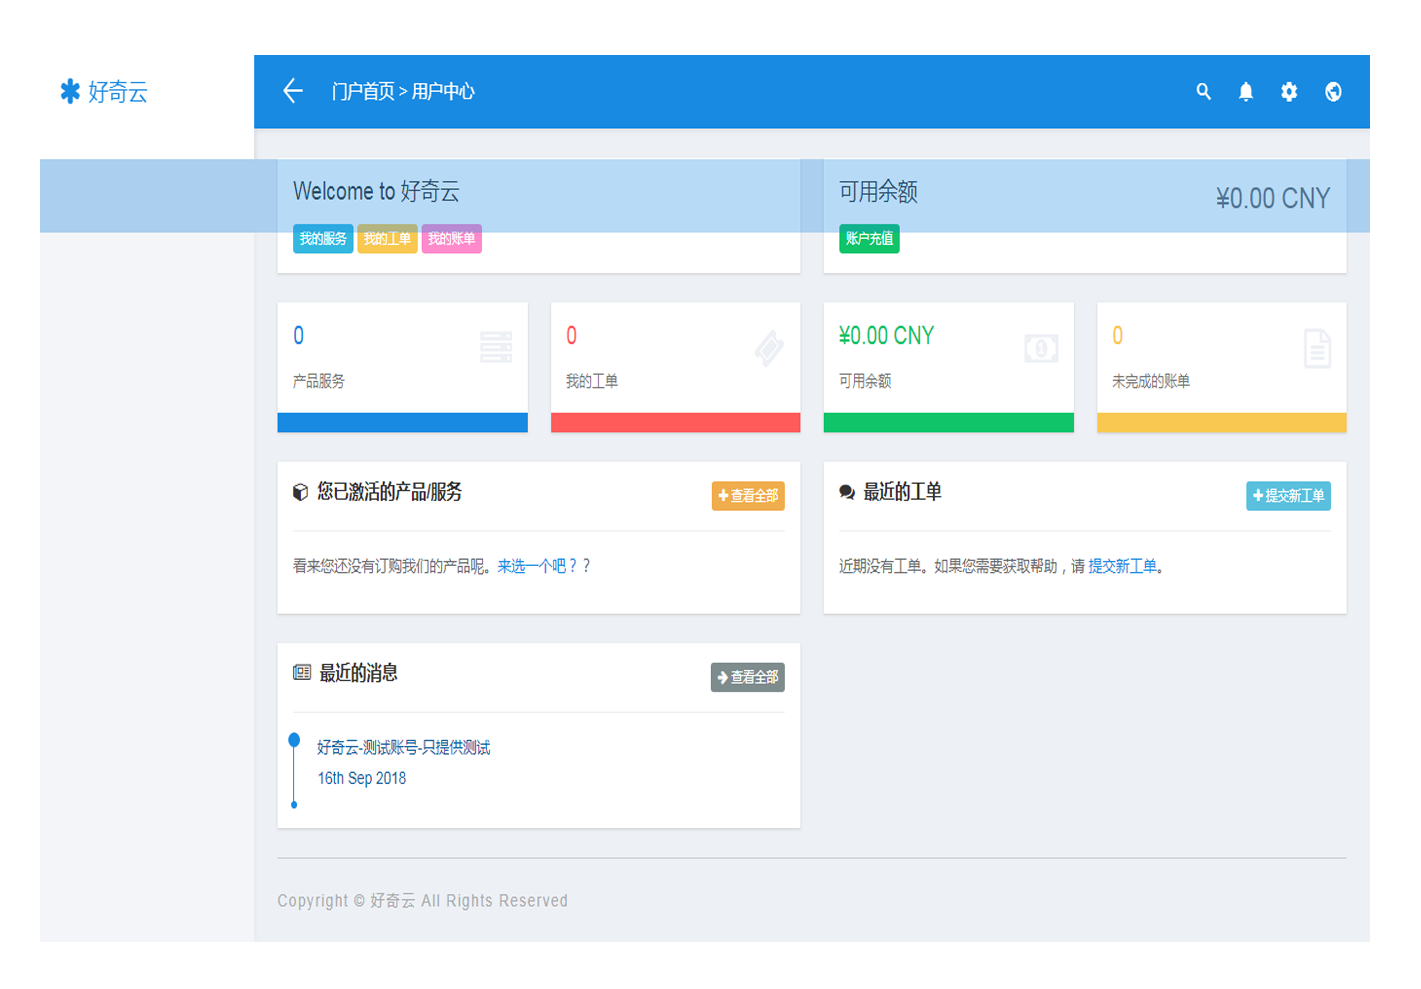 好奇云
门户首页 > 用户中心
Welcome to 好奇云
我的服务 我的工单 我的账单
可用余额
¥0.00 CNY
账户充值
0
产品服务
0
我的工单
¥0.00 CNY
可用余额
0
未完成的账单
您已激活的产品/服务
查看全部
看来您还没有订购我们的产品呢。来选一个吧？？
最近的工单
提交新工单
近期没有工单。如果您需要获取帮助，请 提交新工单。
最近的消息
查看全部
好奇云-测试账号-只提供测试
16th Sep 2018
Copyright © 好奇云 All Rights Reserved